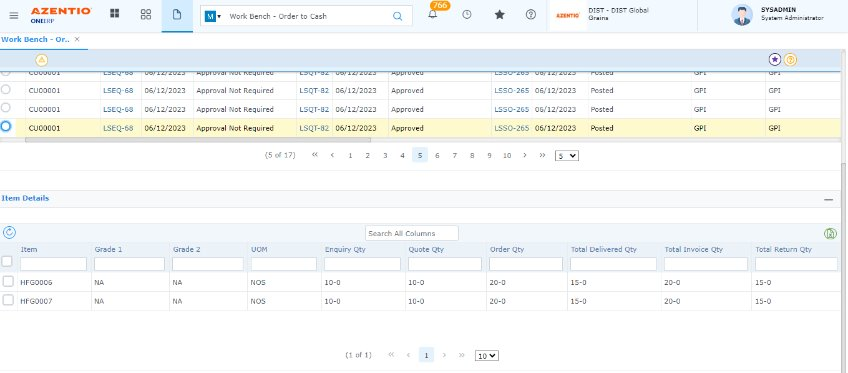 AZENTIO
ONEERP
M Work Bench - Order to Cash
766
AZENTIO
DIST - DIST Global Grains
SYSADMIN
System Administrator
Work Bench - Or.. ×
CU00001 LSEQ-68 06/12/2023 Approval Not Required LSQT-82 06/12/2023 Approved LSSO-265 06/12/2023 Posted GPI GPI
CU00001 LSEQ-68 06/12/2023 Approval Not Required LSQT-82 06/12/2023 Approved LSSO-265 06/12/2023 Posted GPI GPI
CU00001 LSEQ-68 06/12/2023 Approval Not Required LSQT-82 06/12/2023 Approved LSSO-265 06/12/2023 Posted GPI GPI
CU00001 LSEQ-68 06/12/2023 Approval Not Required LSQT-82 06/12/2023 Approved LSSO-265 06/12/2023 Posted GPI GPI
(5 of 17) 1 2 3 4 5 6 7 8 9 10 5
Item Details
Search All Columns
Item Grade 1 Grade 2 UOM Enquiry Qty Quote Qty Order Qty Total Delivered Qty Total Invoice Qty Total Return Qty
HFG0006 NA NA NOS 10-0 10-0 20-0 15-0 20-0 15-0
HFG0007 NA NA NOS 10-0 10-0 20-0 15-0 20-0 15-0
(1 of 1) 1 10